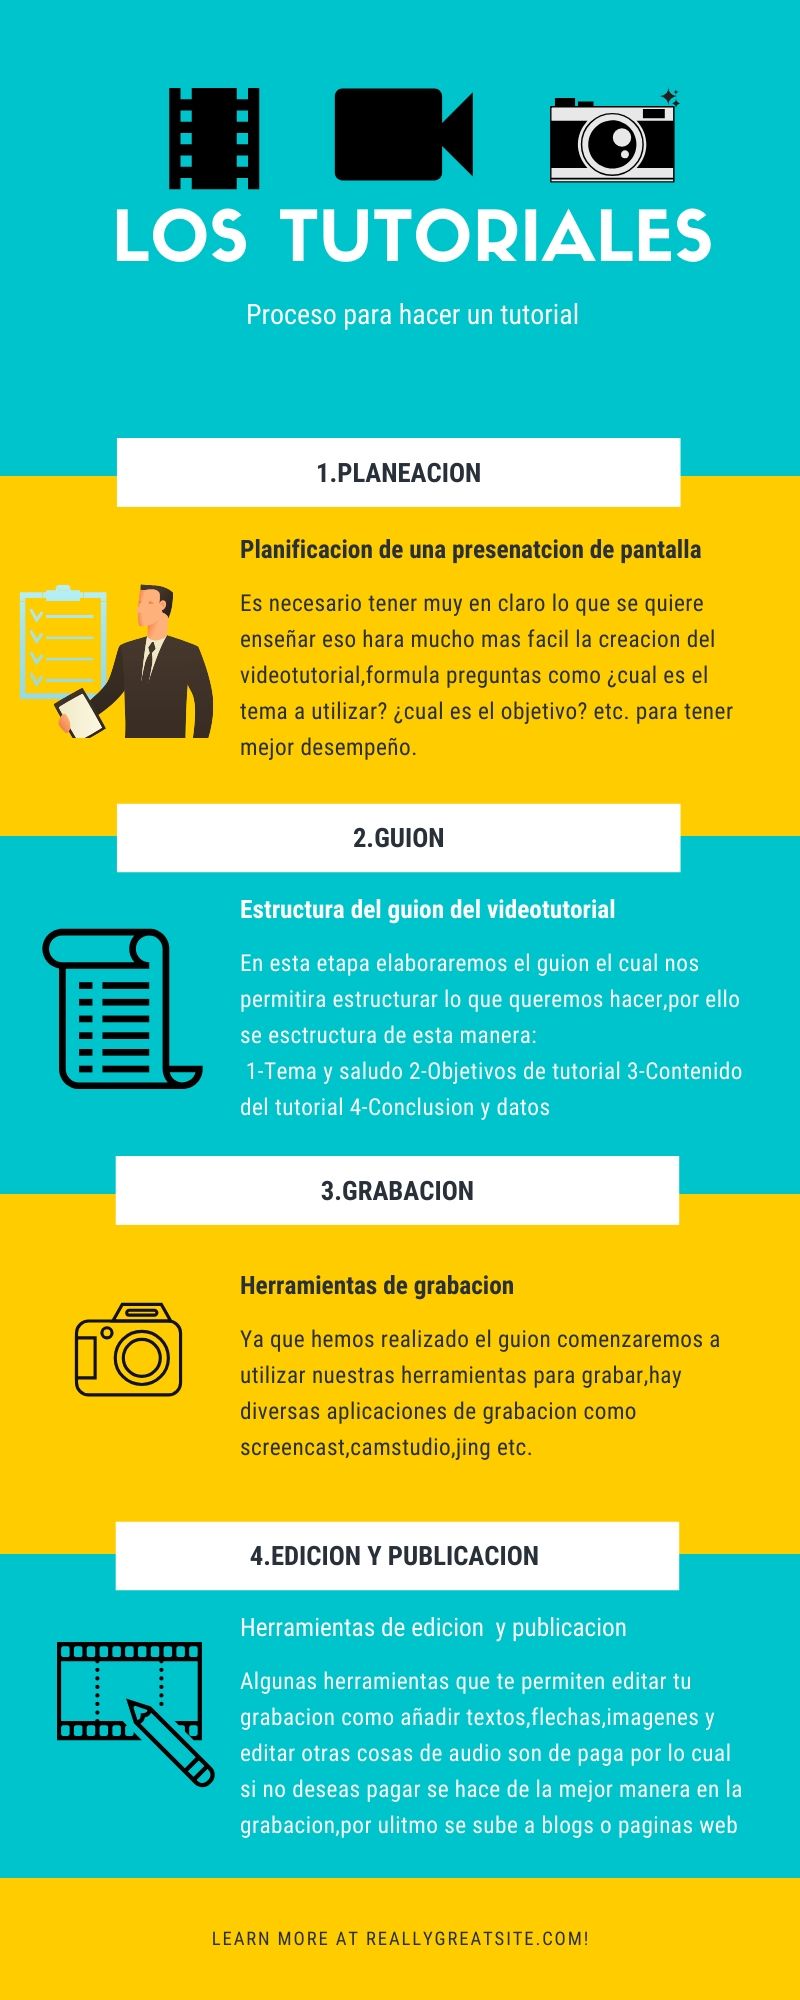 LOS TUTORIALES
Proceso para hacer un tutorial
1.PLANEACION
Planificacion de una presenatcion de pantalla
Es necesario tener muy en claro lo que se quiere
enseñar eso hara mucho mas facil la creacion del
videotutorial,formula preguntas como ¿cual es el
tema a utilizar? ¿cual es el objetivo? etc. para tener
mejor desempeño.
2.GUION
Estructura del guion del videotutorial
En esta etapa elaboraremos el guion el cual nos
permitira estructurar lo que queremos hacer,por ello
se esctructura de esta manera:
1-Tema y saludo 2-Objetivos de tutorial 3-Contenido
del tutorial 4-Conclusion y datos
3.GRABACION
Herramientas de grabacion
Ya que hemos realizado el guion comenzaremos a
utilizar nuestras herramientas para grabar,hay
diversas aplicaciones de grabacion como
screencast,camstudio,jing etc.
4.EDICION Y PUBLICACION
Herramientas de edicion  y publicacion
Algunas herramientas que te permiten editar tu
grabacion como añadir textos,flechas,imagenes y
editar otras cosas de audio son de paga por lo cual
si no deseas pagar se hace de la mejor manera en la
grabacion,por ulitmo se sube a blogs o paginas web
LEARN MORE AT REALLYGREATSITE.COM!